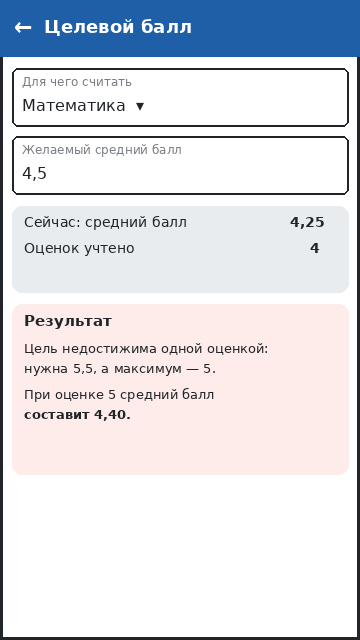 ← Целевой балл
Для чего считать
Математика ▾
Желаемый средний балл
4,5
Сейчас: средний балл 4,25
Оценок учтено 4
Результат
Цель недостижима одной оценкой:
нужна 5,5, а максимум — 5.
При оценке 5 средний балл
составит 4,40.